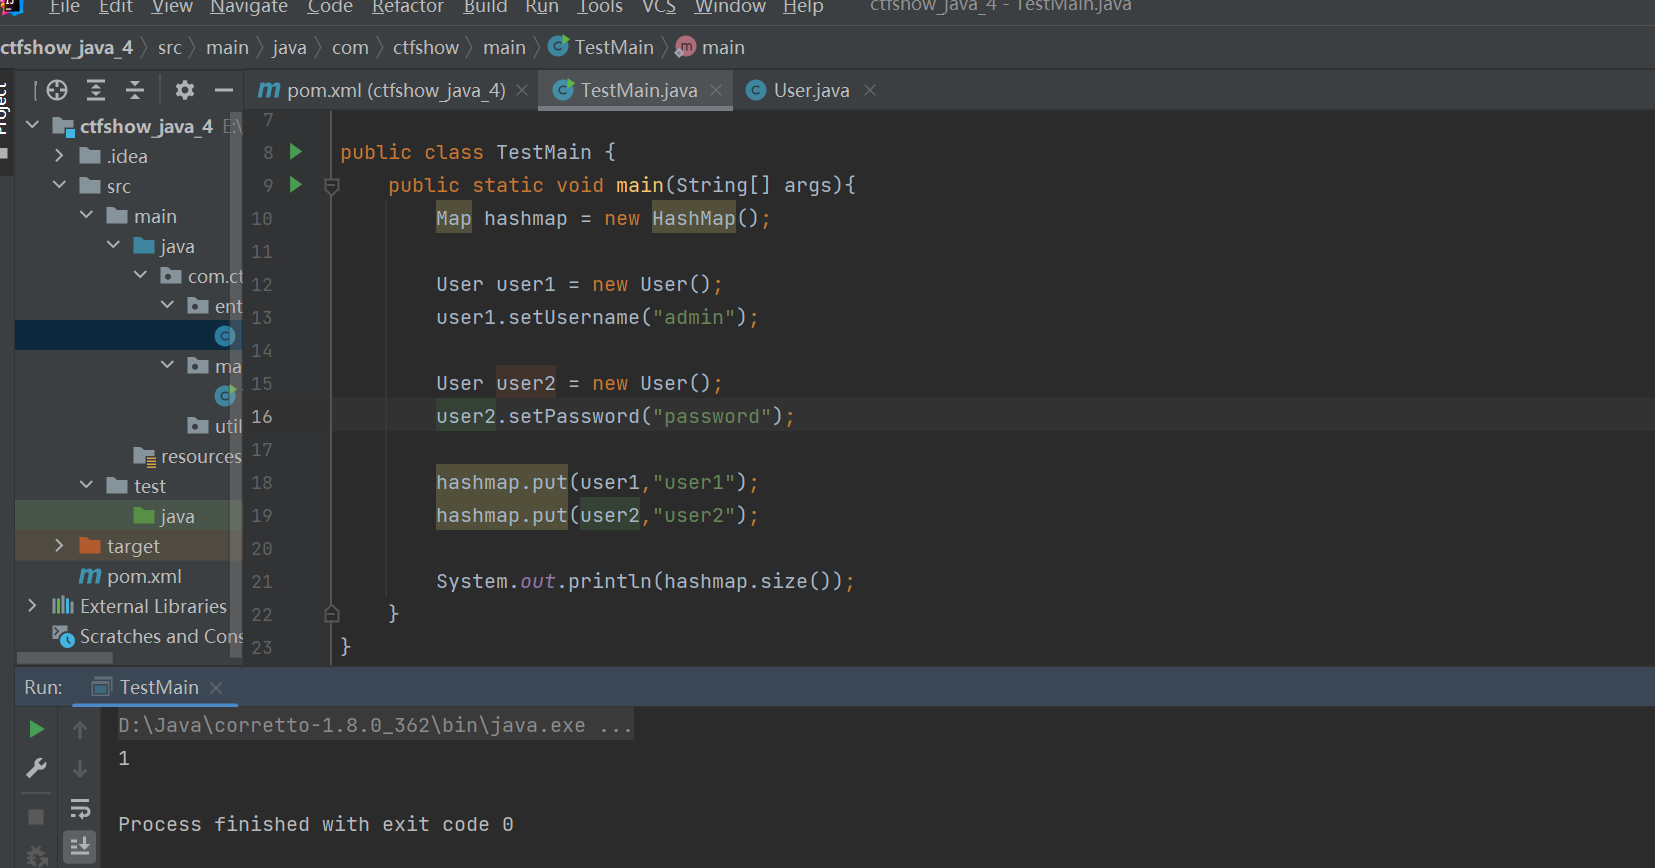 File Edit View Navigate Code Refactor Build Run Tools VCS Window Help ctfshow_java_4 - TestMain.java
ctfshow_java_4 src main java com ctfshow main TestMain m main
Project
m pom.xml (ctfshow_java_4) C TestMain.java C User.java
ctfshow_java_4 E:\
.idea
src
main
java
com.ct
ent
C
ma
C
util
resources
test
java
target
m pom.xml
External Libraries
Scratches and Cons
7
8 public class TestMain {
9 public static void main(String[] args){
10 Map hashmap = new HashMap();
11
12 User user1 = new User();
13 user1.setUsername("admin");
14
15 User user2 = new User();
16 user2.setPassword("password");
17
18 hashmap.put(user1,"user1");
19 hashmap.put(user2,"user2");
20
21 System.out.println(hashmap.size());
22 }
23 }
Run: TestMain
D:\Java\corretto-1.8.0_362\bin\java.exe ...
1
Process finished with exit code 0